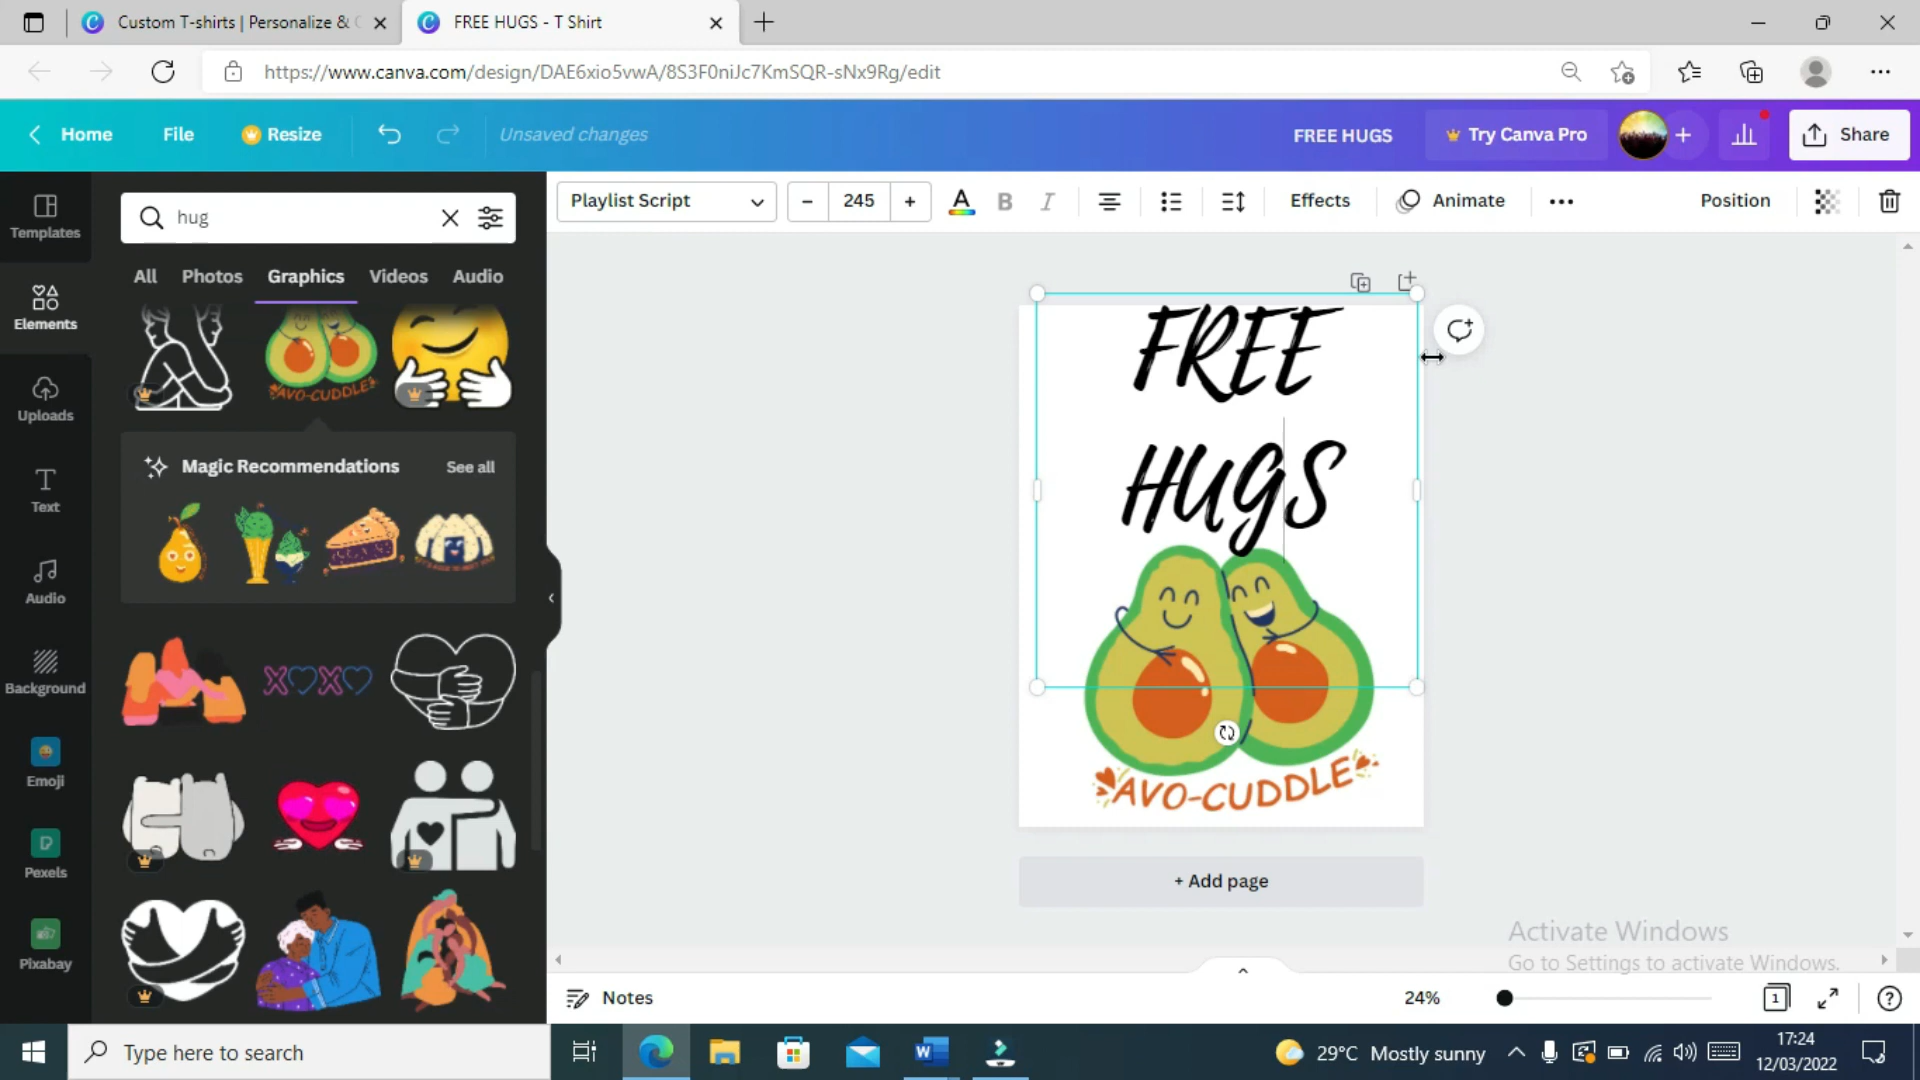 Custom T-shirts | Personalize &
FREE HUGS - T Shirt
https://www.canva.com/design/DAE6xio5vwA/8S3F0niJc7KmSQR-sNx9Rg/edit
Home
File
Resize
Unsaved changes
FREE HUGS
Try Canva Pro
Share
Templates
Elements
Uploads
Text
Audio
Background
Emoji
Pexels
Pixabay
hug
All
Photos
Graphics
Videos
Audio
AVO-CUDDLE
Magic Recommendations
See all
Playlist Script
245
B
I
Effects
Animate
Position
FREE
HUGS
AVO-CUDDLE
+ Add page
Activate Windows
Go to Settings to activate Windows.
Notes
24%
1
Type here to search
29°C Mostly sunny
17:24
12/03/2022